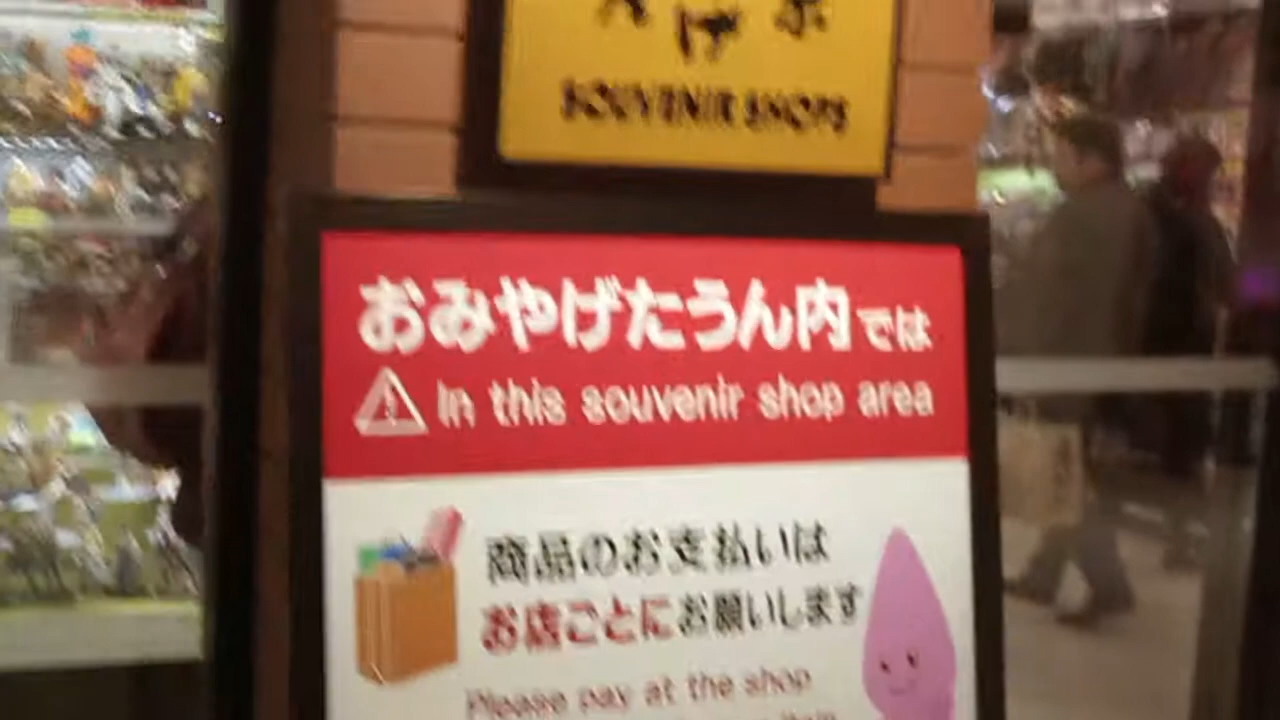 SOUVENIR SHOPS
おみやげたうん内では
In this souvenir shop area
商品のお支払いは
お店ごとにお願いします
Please pay at the shop